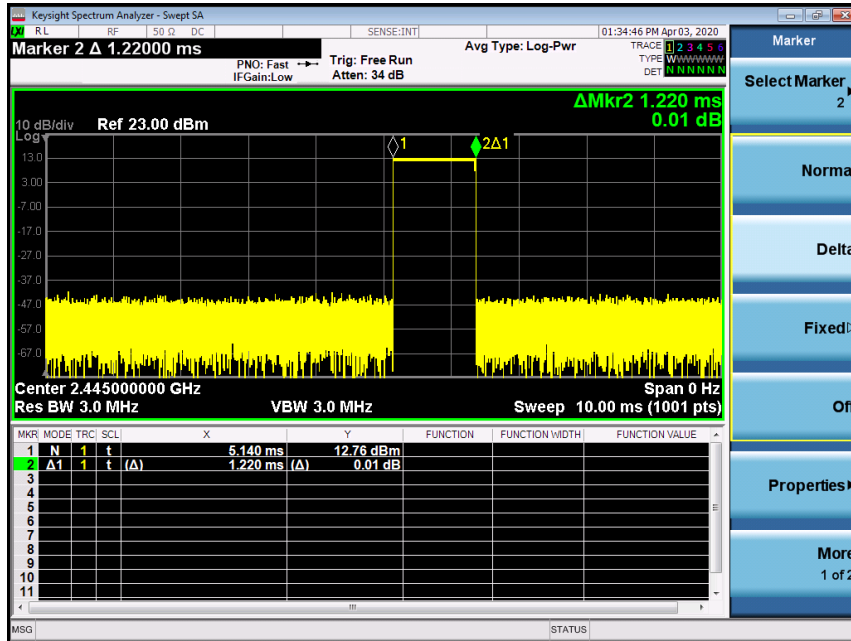 Keysight Spectrum Analyzer - Swept SA
LXI RL RF 50 Ω DC SENSE:INT 01:34:46 PM Apr 03, 2020
Marker 2 Δ 1.22000 ms
PNO: Fast
IFGain:Low
Trig: Free Run
Atten: 34 dB
Avg Type: Log-Pwr
TRACE 1 2 3 4 5 6
TYPE WWWWWW
DET N N N N N N
ΔMkr2 1.220 ms
0.01 dB
10 dB/div Ref 23.00 dBm
Log
1
2Δ1
13.0
3.00
-7.00
-17.0
-27.0
-37.0
-47.0
-57.0
-67.0
Center 2.445000000 GHz Span 0 Hz
Res BW 3.0 MHz VBW 3.0 MHz Sweep 10.00 ms (1001 pts)
MKR MODE TRC SCL X Y FUNCTION FUNCTION WIDTH FUNCTION VALUE
1 N 1 t 5.140 ms 12.76 dBm
2 Δ1 1 t (Δ) 1.220 ms (Δ) 0.01 dB
3
4
5
6
7
8
9
10
11
MSG STATUS
Marker
Select Marker
2
Norma
Delta
Fixed
Of
Properties
More
1 of 2